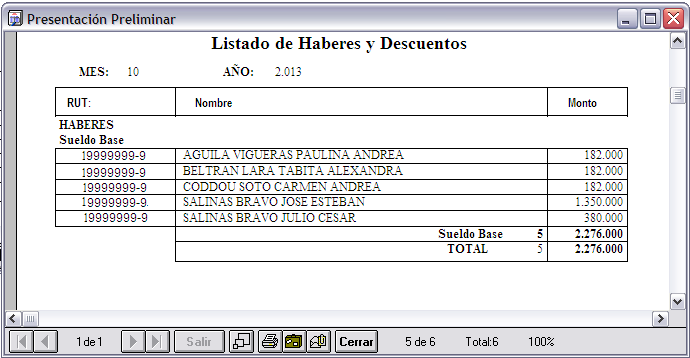 Presentación Preliminar
Listado de Haberes y Descuentos
MES: 10 AÑO: 2.013
RUT: Nombre Monto
HABERES
Sueldo Base
19999999-9 AGUILA VIGUERAS PAULINA ANDREA 182.000
19999999-9 BELTRAN LARA TABITA ALEXANDRA 182.000
19999999-9 CODDOU SOTO CARMEN ANDREA 182.000
19999999-9 SALINAS BRAVO JOSE ESTEBAN 1.350.000
19999999-9 SALINAS BRAVO JULIO CESAR 380.000
Sueldo Base 5 2.276.000
TOTAL 5 2.276.000
1 de 1 Salir Cerrar 5 de 6 Total:6 100%